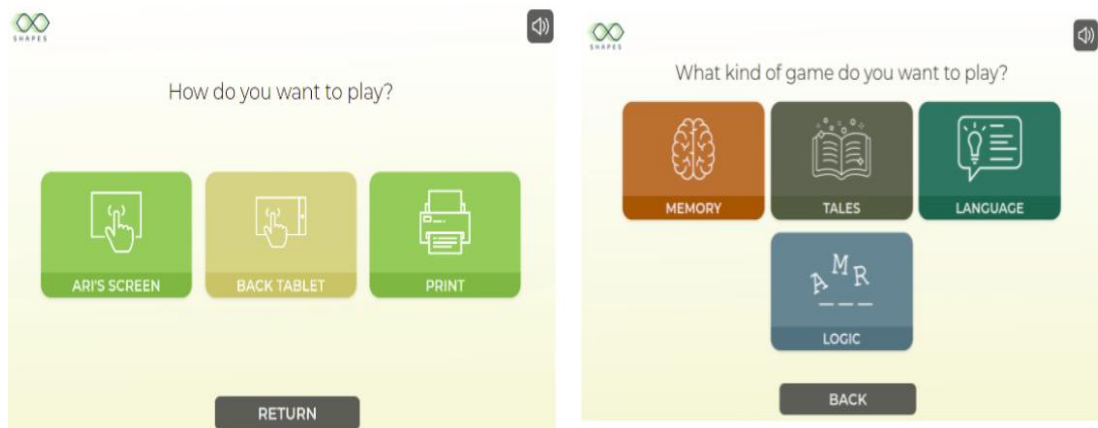 SHAPES
How do you want to play?
ARI'S SCREEN
BACK TABLET
PRINT
RETURN
SHAPES
What kind of game do you want to play?
MEMORY
TALES
LANGUAGE
A M R
LOGIC
BACK